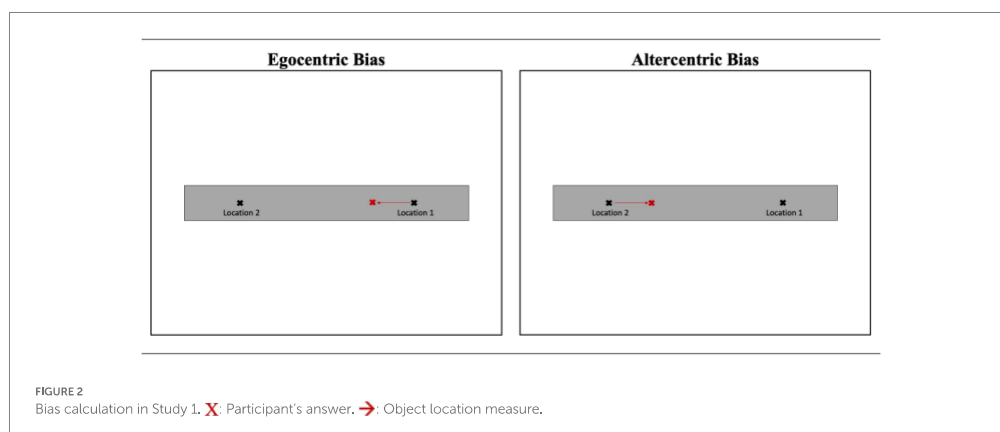 Egocentric Bias
Altercentric Bias
Location 2
Location 1
Location 2
Location 1
FIGURE 2
Bias calculation in Study 1. X: Participant's answer. →: Object location measure.